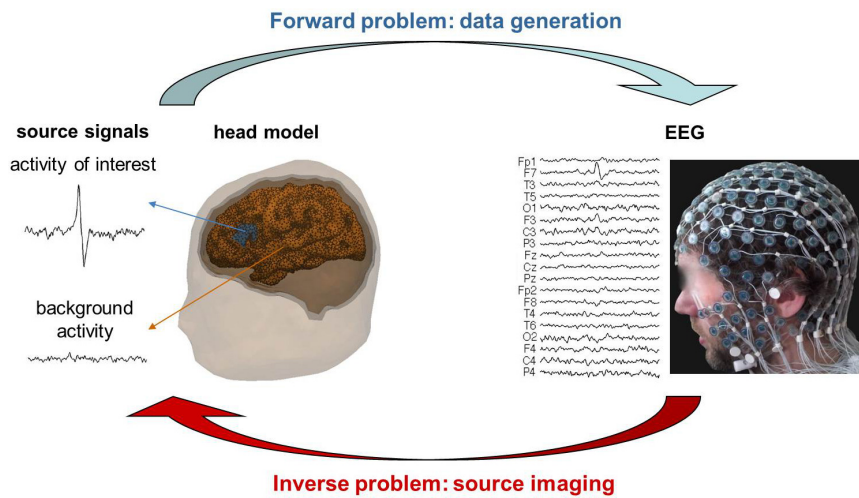 Forward problem: data generation
source signals
head model
EEG
activity of interest
background
activity
Fp1
F7
T3
T5
O1
F3
C3
P3
Fz
Cz
Pz
Fp2
F8
T4
T6
O2
F4
C4
P4
Inverse problem: source imaging